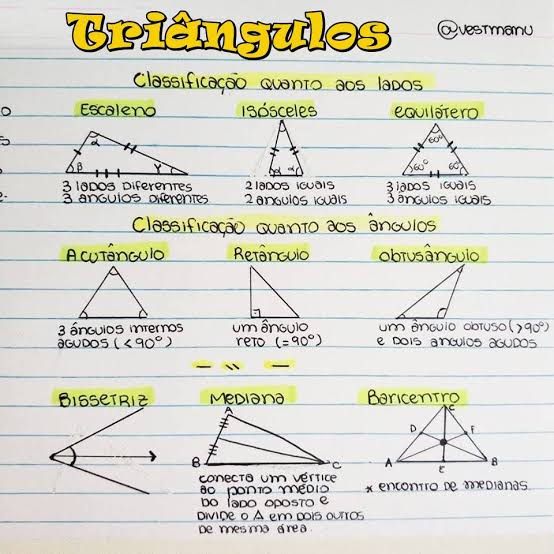 Triângulos
@vestmanu
Classificação quanto aos lados
Escaleno Isósceles equilátero
α
β γ
α α
60°
60° 60°
3 lados diferentes
3 ângulos diferentes
2 lados iguais
2 ângulos iguais
3 lados iguais
3 ângulos iguais
Classificação quanto aos ângulos
Acutângulo Retângulo obtusângulo
3 ângulos internos
agudos (<90°)
um ângulo
reto (=90°)
um ângulo obtuso (>90°)
e dois angulos agudos
Bissetriz Mediana Baricentro
A
B C
conecta um vértice
ao ponto médio
do lado oposto e
divide o Δ em dois outros
de mesma área.
C
D F
A E B
* encontro de medianas.